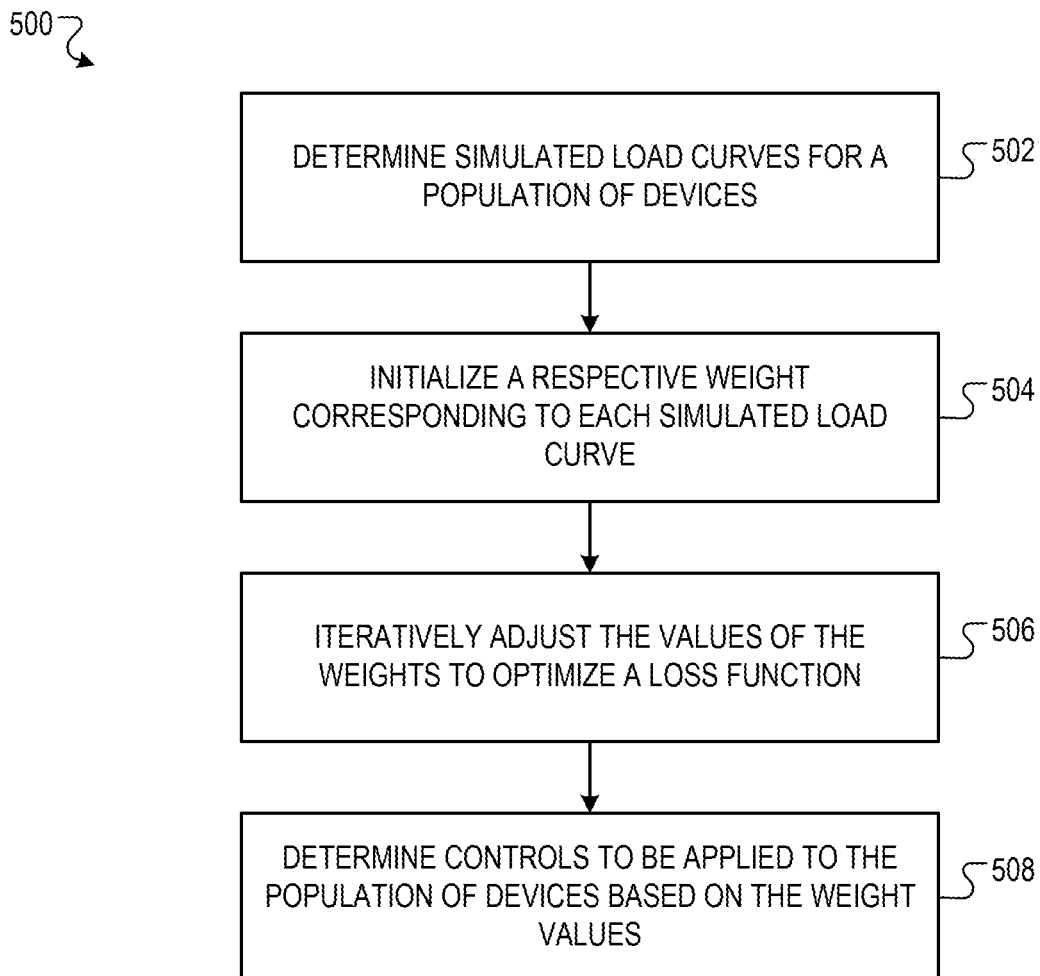 500
DETERMINE SIMULATED LOAD CURVES FOR A
POPULATION OF DEVICES
502
INITIALIZE A RESPECTIVE WEIGHT
CORRESPONDING TO EACH SIMULATED LOAD
CURVE
504
ITERATIVELY ADJUST THE VALUES OF THE
WEIGHTS TO OPTIMIZE A LOSS FUNCTION
506
DETERMINE CONTROLS TO BE APPLIED TO THE
POPULATION OF DEVICES BASED ON THE WEIGHT
VALUES
508